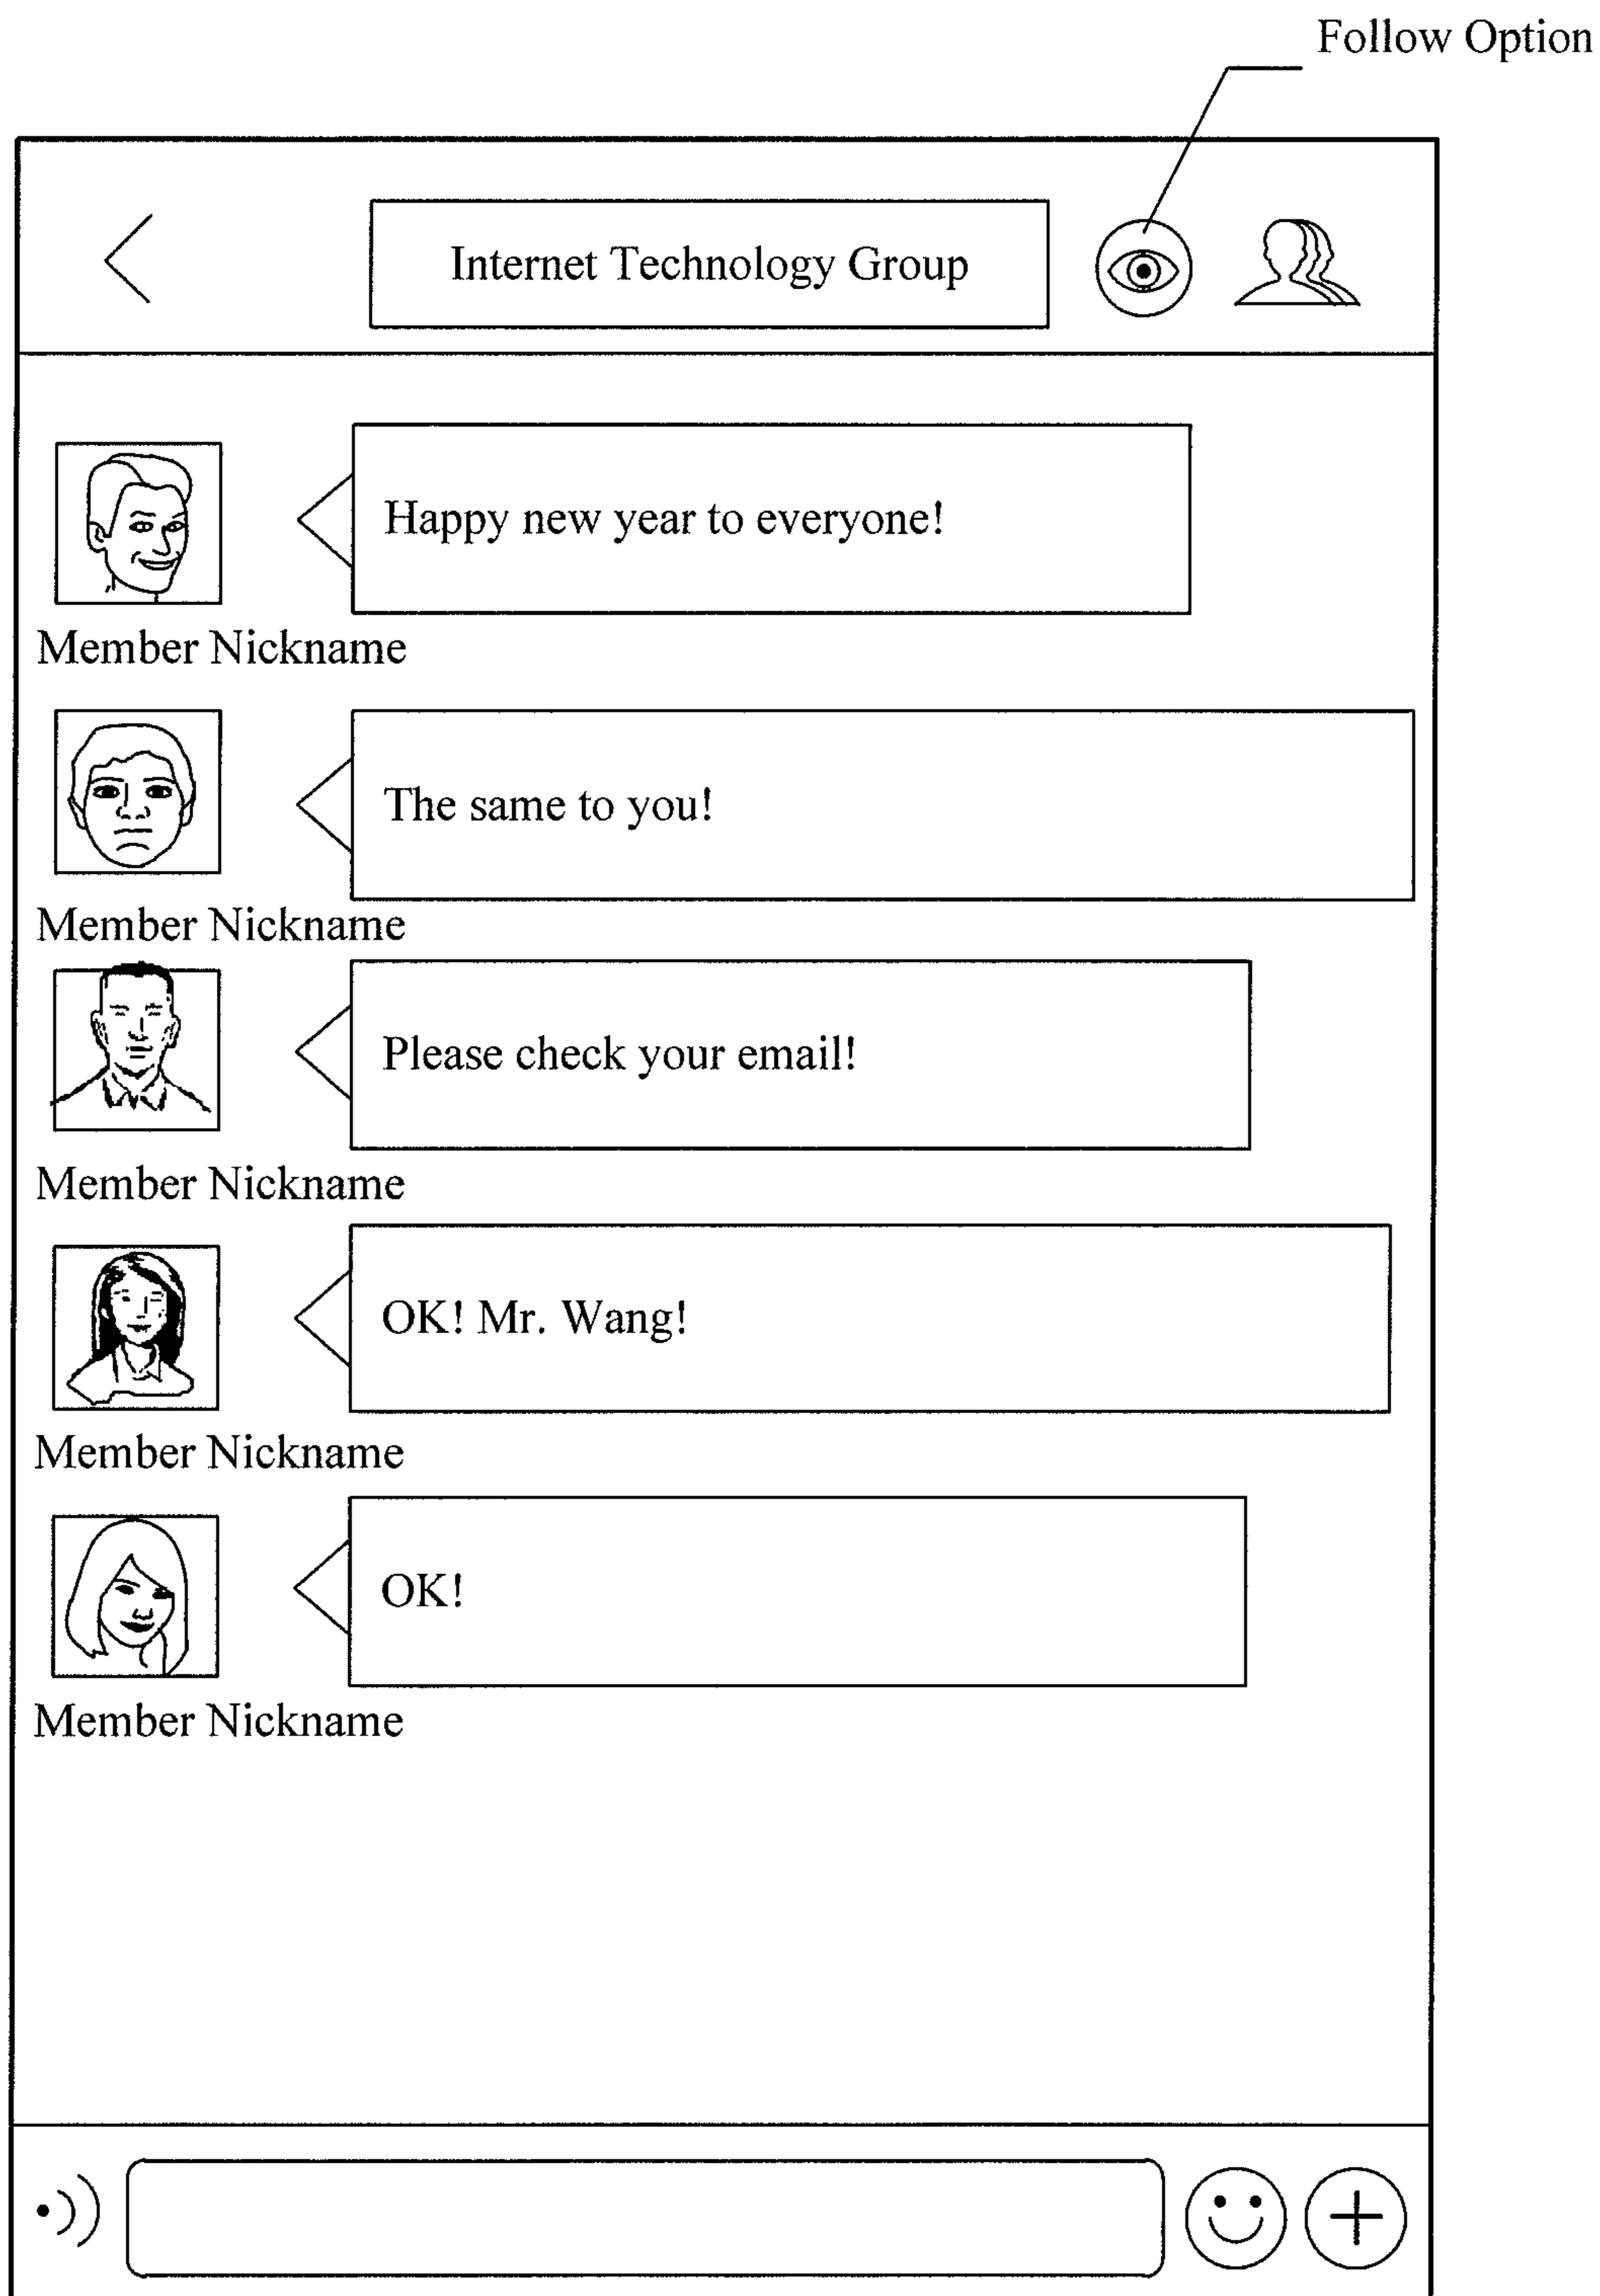 Follow Option
Internet Technology Group
Happy new year to everyone!
Member Nickname
The same to you!
Member Nickname
Please check your email!
Member Nickname
OK! Mr. Wang!
Member Nickname
OK!
Member Nickname